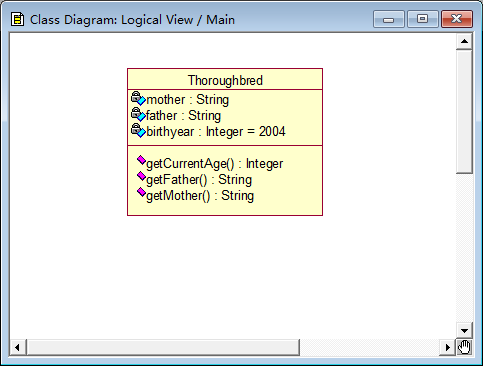 Class Diagram: Logical View / Main
Thoroughbred
mother : String
father : String
birthyear : Integer = 2004
getCurrentAge() : Integer
getFather() : String
getMother() : String